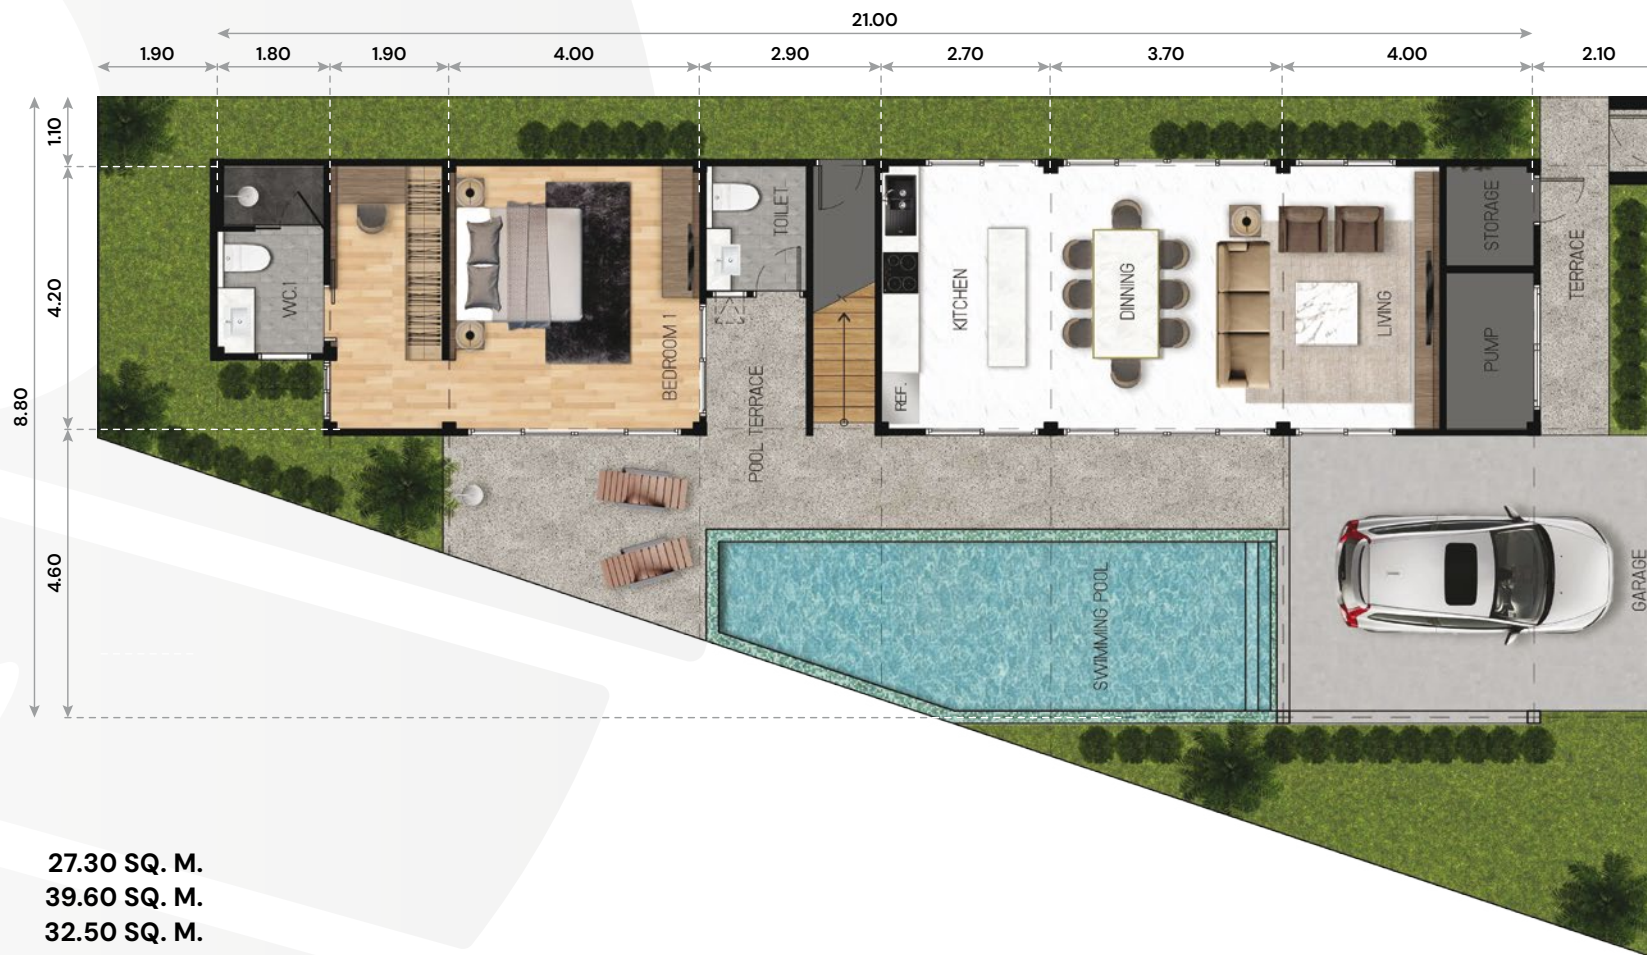 21.00
1.90 1.80 1.90 4.00 2.90 2.70 3.70 4.00 2.10
1.10
4.20
8.80
4.60
WC.1
BEDROOM 1
TOILET
POOL TERRACE
KITCHEN
REF.
DINNING
LIVING
STORAGE
PUMP
TERRACE
SWIMMING POOL
GARAGE
27.30 SQ. M.
39.60 SQ. M.
32.50 SQ. M.